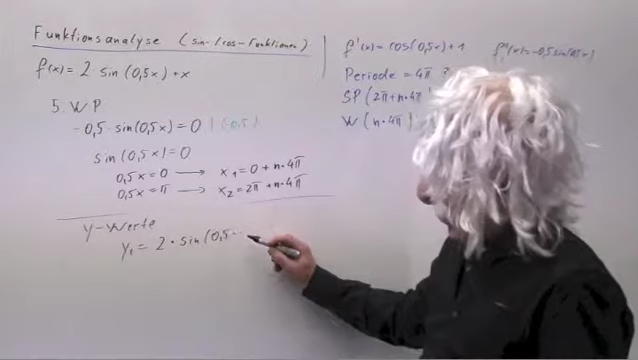 Funktionsanalyse (sin-/cos-Funktionen)
f(x) = 2 · sin(0,5x) + x
5. WP
-0,5 · sin(0,5x) = 0 | :(-0,5)
sin(0,5x) = 0
0,5x = 0 → x₁ = 0 + n·4π
0,5x = π → x₂ = 2π + n·4π
y-Werte
y₁ = 2 · sin(0,5
f'(x) = cos(0,5x) + 1
f''(x) = -0,5 sin(0,5x)
Periode = 4π ?
SP(2π+n·4π
W(n·4π|